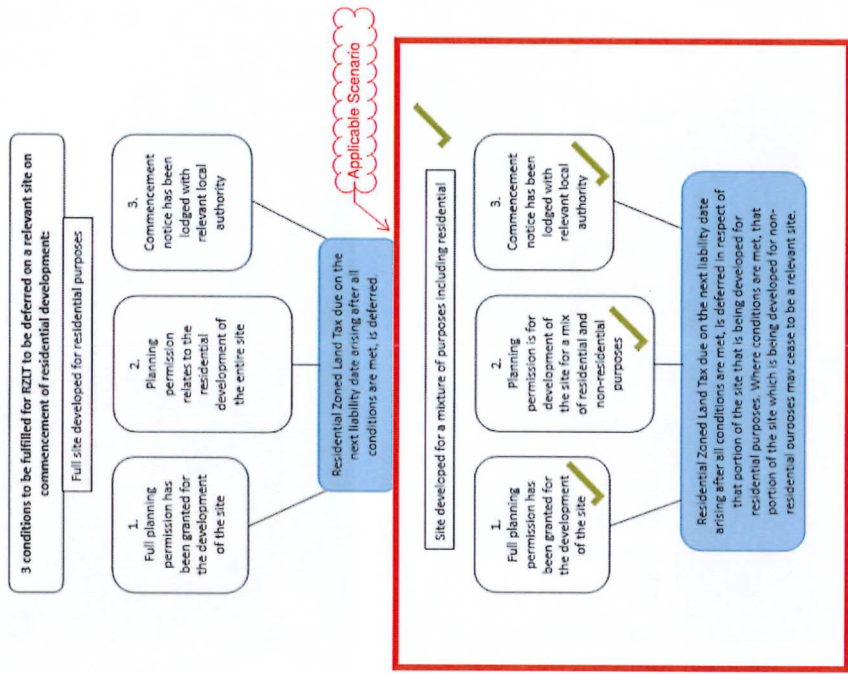 3 conditions to be fulfilled for RZLT to be deferred on a relevant site on
commencement of residential development:
Full site developed for residential purposes
1.
Full planning
permission has
been granted for
the development
of the site
2.
Planning
permission
relates to the
residential
development of
the entire site
3.
Commencement
notice has been
lodged with
relevant local
authority
Residential Zoned Land Tax due on the
next liability date arising after all
conditions are met, is deferred.
Applicable Scenario
Site developed for a mixture of purposes including residential
1.
Full planning
permission has
been granted for
the development
of the site
2.
Planning
permission is for
development of
the site for a mix
of residential and
non-residential
purposes
3.
Commencement
notice has been
lodged with
relevant local
authority
Residential Zoned Land Tax due on the next liability date
arising after all conditions are met, is deferred in respect of
that portion of the site that is being developed for
residential purposes. Where conditions are met, that
portion of the site which is being developed for non-
residential purposes may cease to be a relevant site.